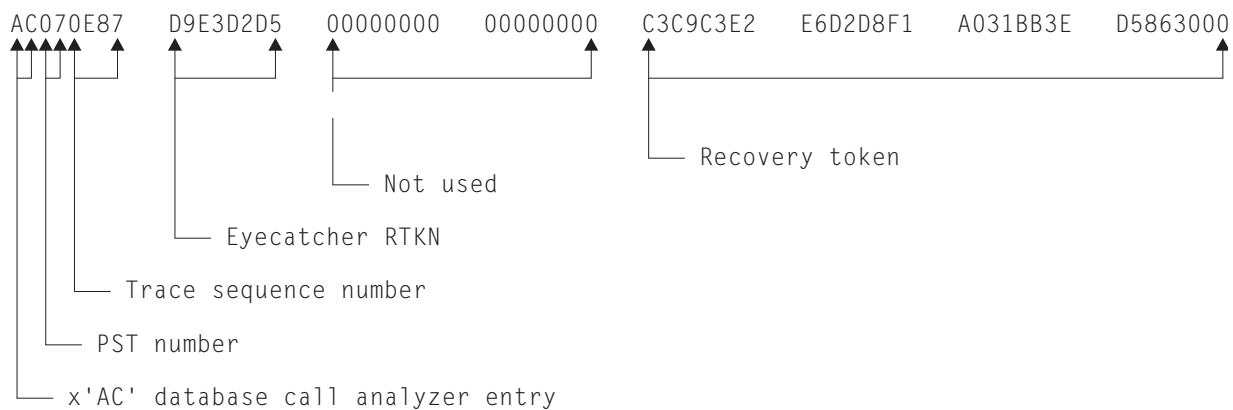 AC070E87 D9E3D2D5 00000000 00000000 C3C9C3E2 E6D2D8F1 A031BB3E D5863000
Recovery token
Not used
Eyecatcher RTKN
Trace sequence number
PST number
x'AC' database call analyzer entry